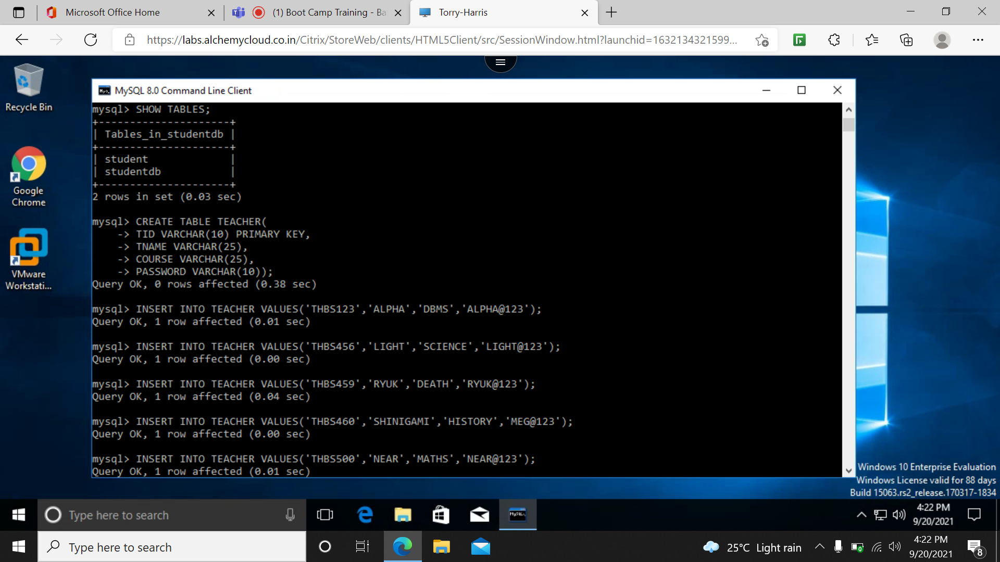 Microsoft Office Home
(1) Boot Camp Training - Ba
Torry-Harris
https://labs.alchemycloud.co.in/Citrix/StoreWeb/clients/HTML5Client/src/SessionWindow.html?launchid=1632134321599...
Recycle Bin
Google
Chrome
VMware
Workstati...
MySQL 8.0 Command Line Client
mysql> SHOW TABLES;
+---------------------+
| Tables_in_studentdb |
+---------------------+
| student             |
| studentdb           |
+---------------------+
2 rows in set (0.03 sec)
mysql> CREATE TABLE TEACHER(
    -> TID VARCHAR(10) PRIMARY KEY,
    -> TNAME VARCHAR(25),
    -> COURSE VARCHAR(25),
    -> PASSWORD VARCHAR(10));
Query OK, 0 rows affected (0.38 sec)
mysql> INSERT INTO TEACHER VALUES('THBS123','ALPHA','DBMS','ALPHA@123');
Query OK, 1 row affected (0.01 sec)
mysql> INSERT INTO TEACHER VALUES('THBS456','LIGHT','SCIENCE','LIGHT@123');
Query OK, 1 row affected (0.00 sec)
mysql> INSERT INTO TEACHER VALUES('THBS459','RYUK','DEATH','RYUK@123');
Query OK, 1 row affected (0.04 sec)
mysql> INSERT INTO TEACHER VALUES('THBS460','SHINIGAMI','HISTORY','MEG@123');
Query OK, 1 row affected (0.00 sec)
mysql> INSERT INTO TEACHER VALUES('THBS500','NEAR','MATHS','NEAR@123');
Query OK, 1 row affected (0.01 sec)
Windows 10 Enterprise Evaluation
Windows License valid for 88 days
Build 15063.rs2_release.170317-1834
Type here to search
4:22 PM
9/20/2021
Type here to search
25°C Light rain
4:22 PM
9/20/2021
8